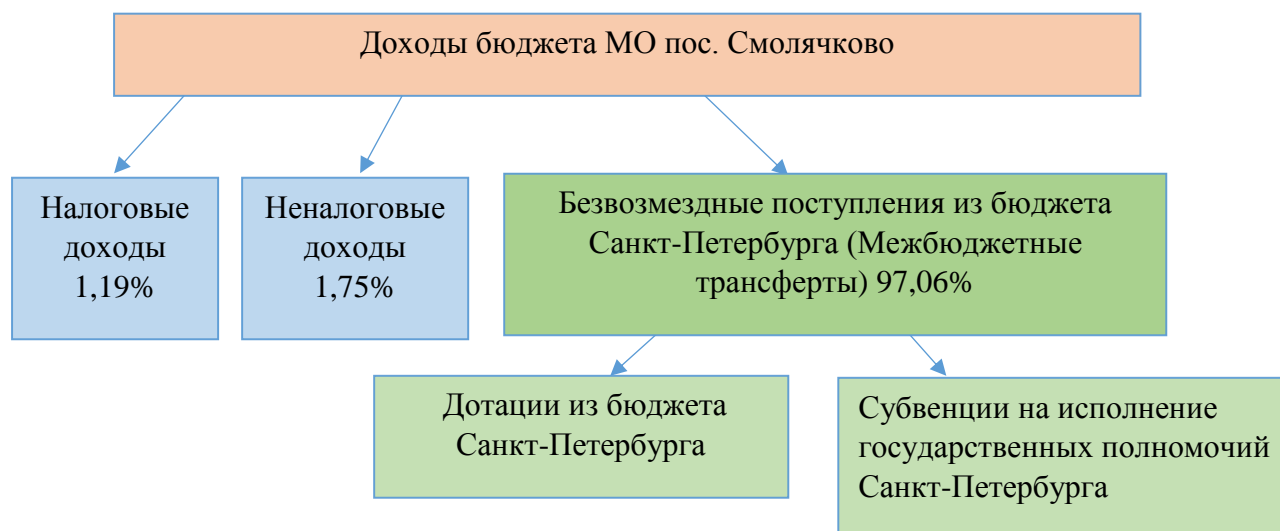 Доходы бюджета МО пос. Смолячково
Налоговые
доходы
1,19%
Неналоговые
доходы
1,75%
Безвозмездные поступления из бюджета
Санкт-Петербурга (Межбюджетные
трансферты) 97,06%
Дотации из бюджета
Санкт-Петербурга
Субвенции на исполнение
государственных полномочий
Санкт-Петербурга